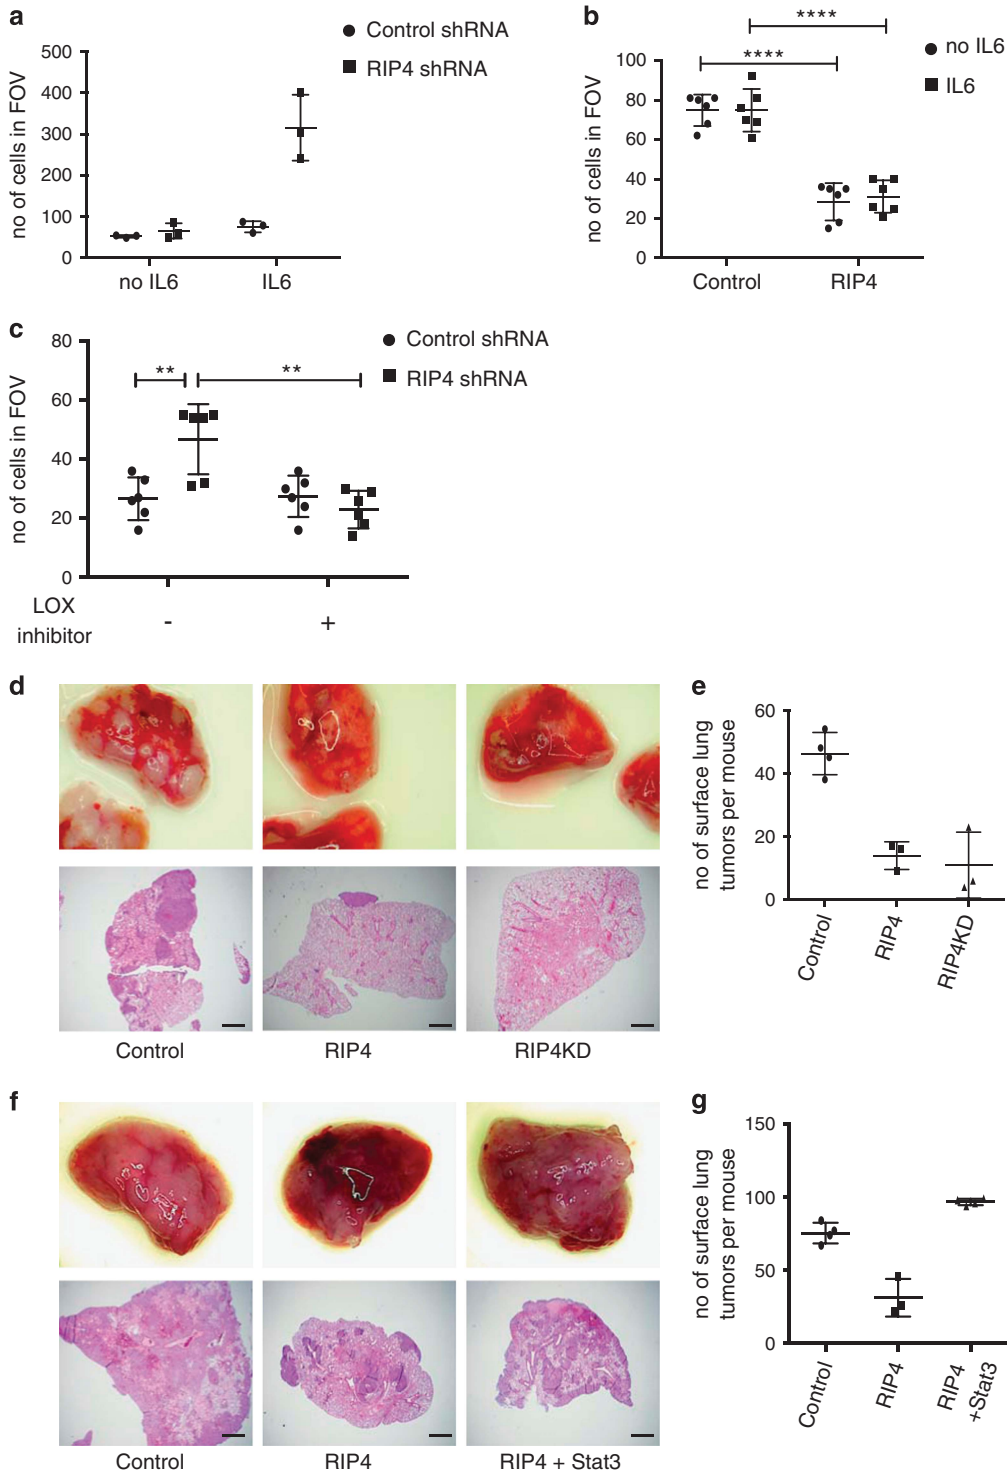 a
500
400
300
200
100
0
no of cells in FOV
no IL6
IL6
Control shRNA
RIP4 shRNA
b
100
80
60
40
20
0
no of cells in FOV
****
****
Control
RIP4
no IL6
IL6
c
80
60
40
20
0
no of cells in FOV
**
**
Control shRNA
RIP4 shRNA
LOX
inhibitor
-
+
d
Control
RIP4
RIP4KD
e
60
40
20
0
no of surface lung
tumors per mouse
Control
RIP4
RIP4KD
f
Control
RIP4
RIP4 + Stat3
g
150
100
50
0
no of surface lung
tumors per mouse
Control
RIP4
RIP4
+Stat3